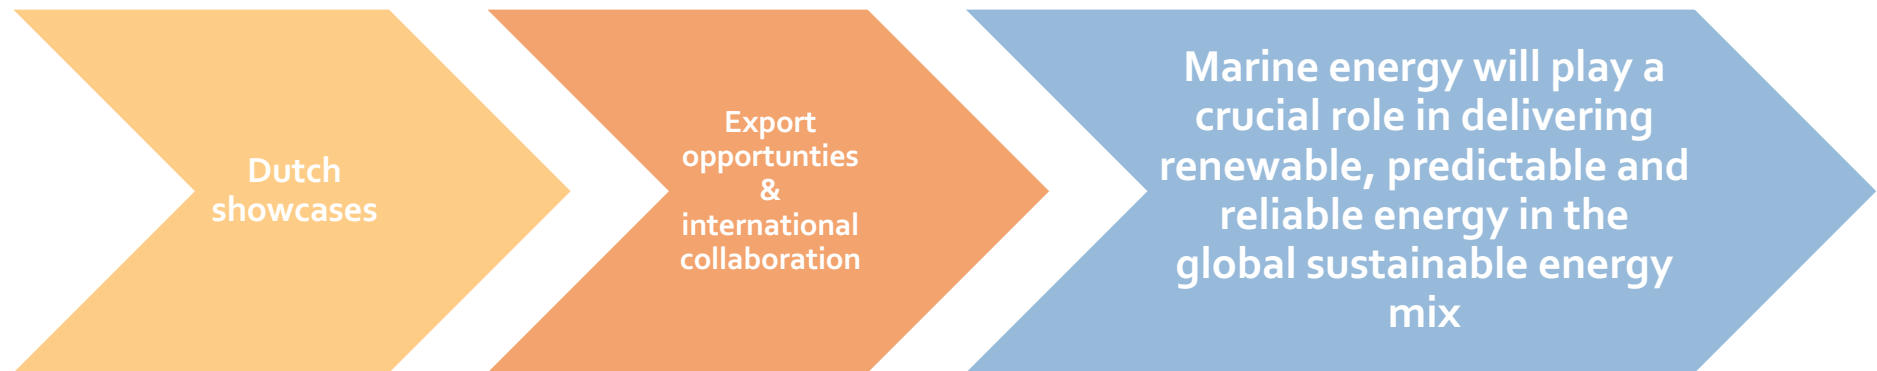 Dutch
showcases
Export
opportunties
&
international
collaboration
Marine energy will play a
crucial role in delivering
renewable, predictable and
reliable energy in the
global sustainable energy
mix